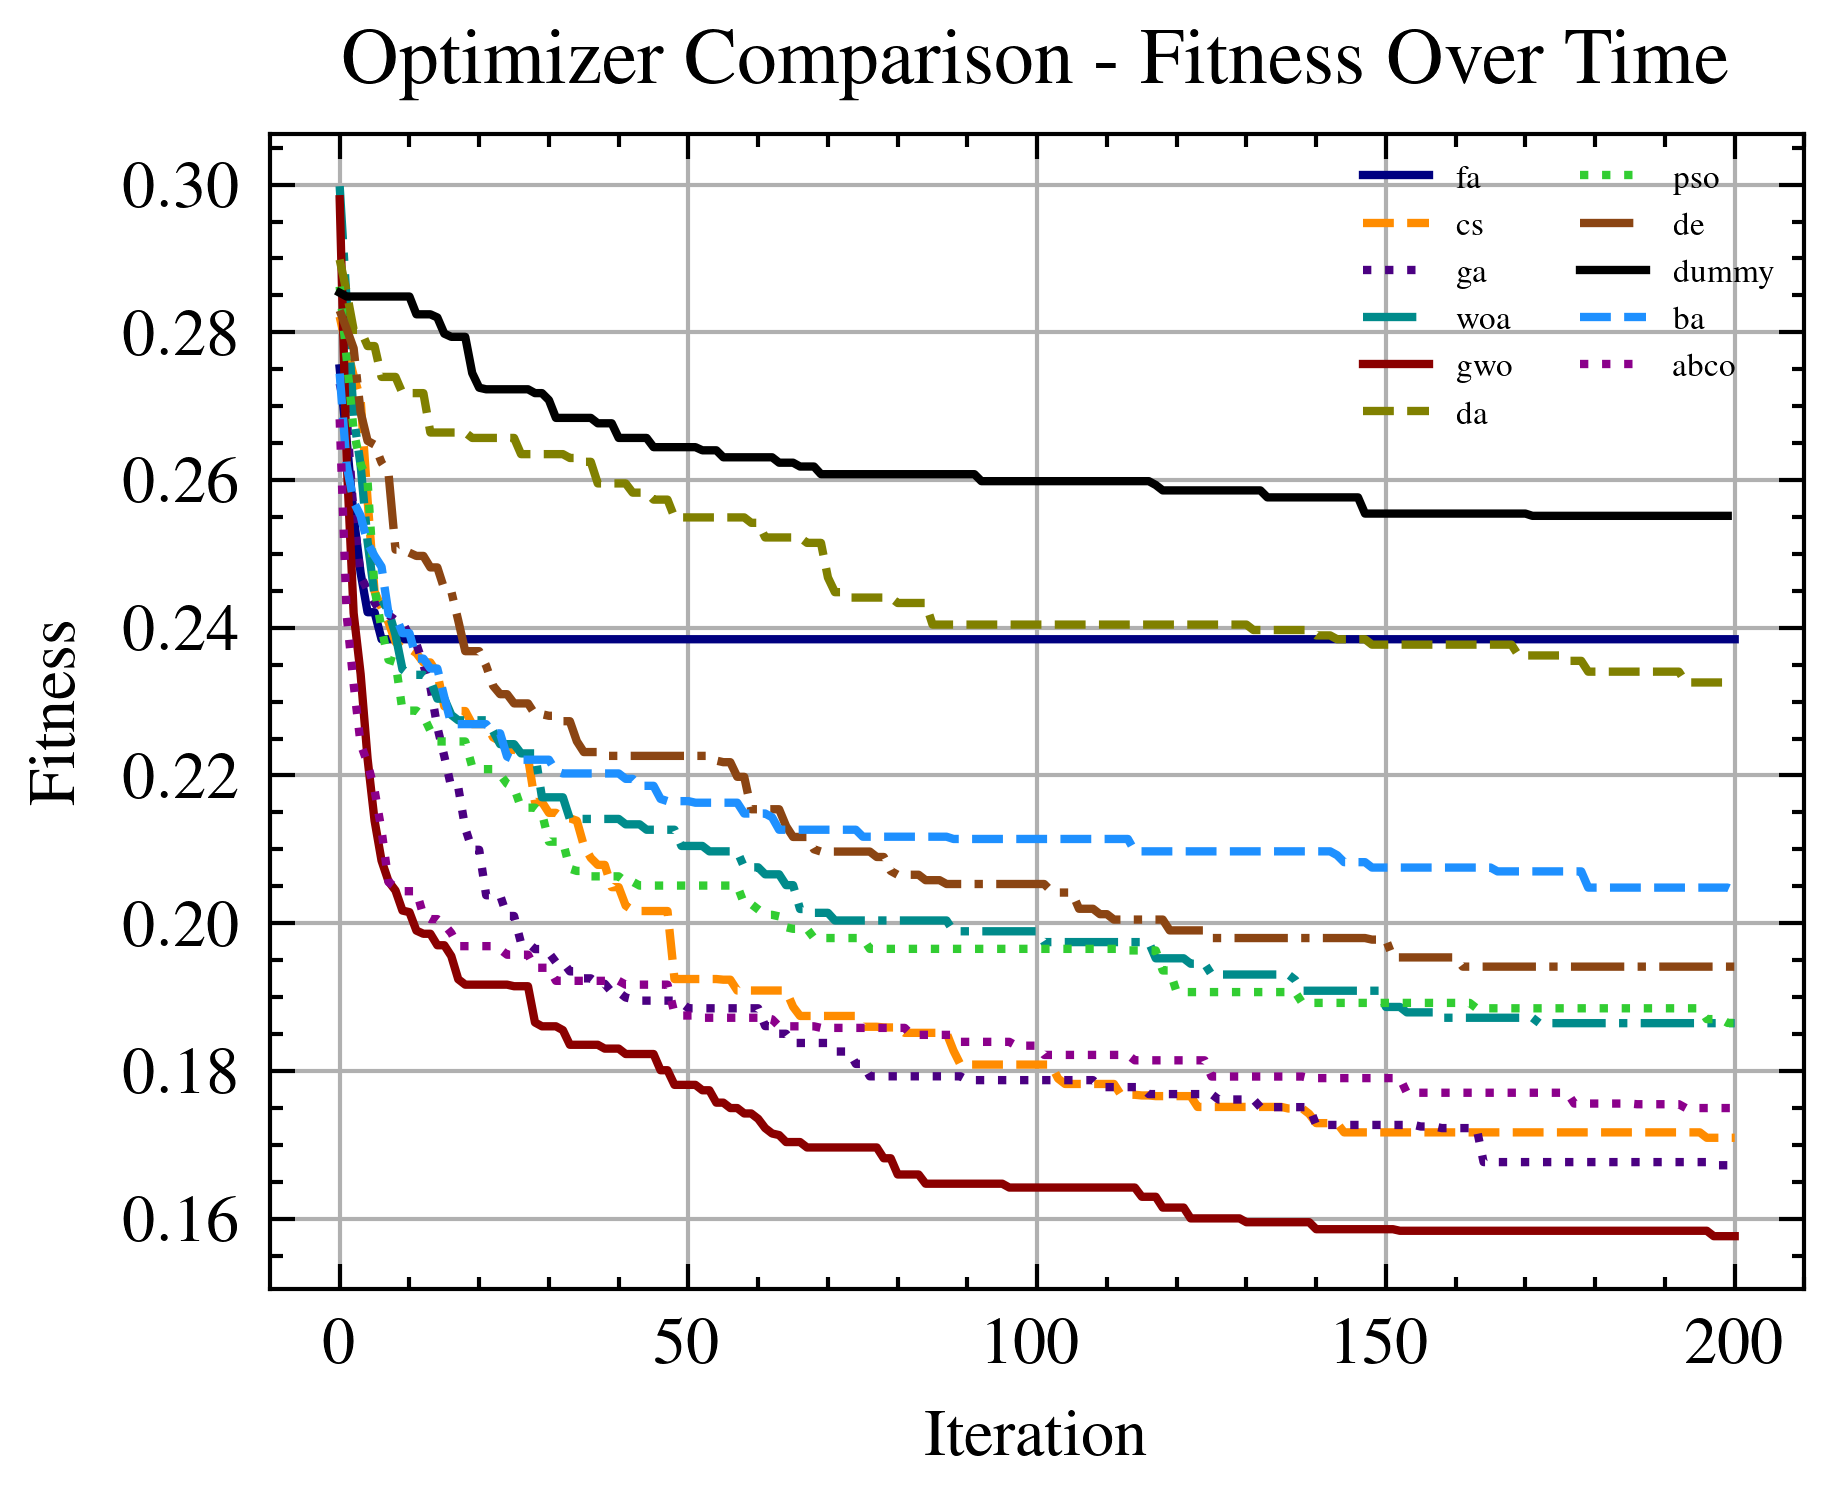 Optimizer Comparison - Fitness Over Time
0.30
0.28
0.26
0.24
0.22
0.20
0.18
0.16
Fitness
fa
cs
ga
woa
gwo
da
pso
de
dummy
ba
abco
0 50 100 150 200
Iteration